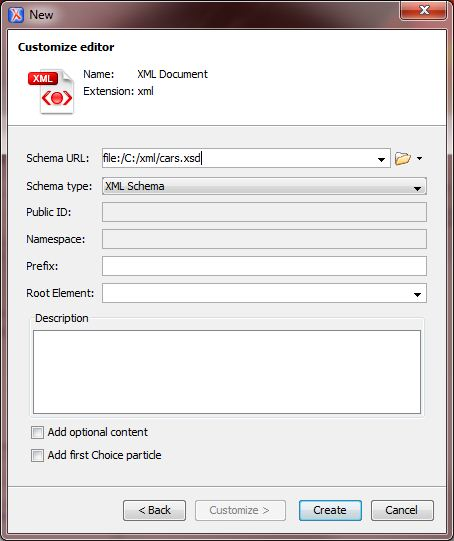 New
Customize editor
XML
Name: XML Document
Extension: xml
Schema URL: file:/C:/xml/cars.xsd
Schema type: XML Schema
Public ID:
Namespace:
Prefix:
Root Element:
Description
Add optional content
Add first Choice particle
< Back Customize > Create Cancel